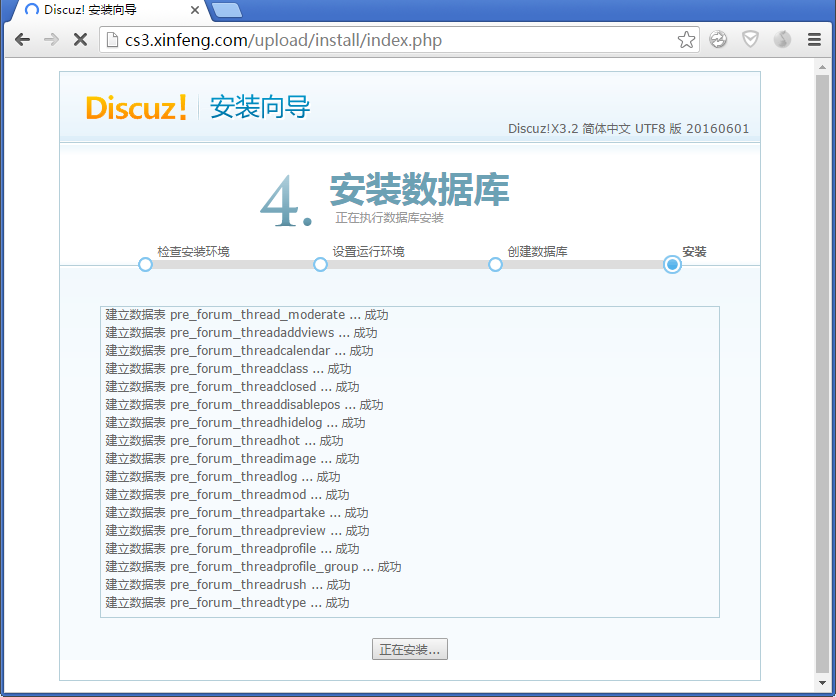 Discuz! 安装向导
cs3.xinfeng.com/upload/install/index.php
Discuz! 安装向导
Discuz!X3.2 简体中文 UTF8 版 20160601
4. 安装数据库
正在执行数据库安装
检查安装环境 设置运行环境 创建数据库 安装
建立数据表 pre_forum_thread_moderate ... 成功
建立数据表 pre_forum_threadaddviews ... 成功
建立数据表 pre_forum_threadcalendar ... 成功
建立数据表 pre_forum_threadclass ... 成功
建立数据表 pre_forum_threadclosed ... 成功
建立数据表 pre_forum_threaddisablepos ... 成功
建立数据表 pre_forum_threadhidelog ... 成功
建立数据表 pre_forum_threadhot ... 成功
建立数据表 pre_forum_threadimage ... 成功
建立数据表 pre_forum_threadlog ... 成功
建立数据表 pre_forum_threadmod ... 成功
建立数据表 pre_forum_threadpartake ... 成功
建立数据表 pre_forum_threadpreview ... 成功
建立数据表 pre_forum_threadprofile ... 成功
建立数据表 pre_forum_threadprofile_group ... 成功
建立数据表 pre_forum_threadrush ... 成功
建立数据表 pre_forum_threadtype ... 成功
正在安装...